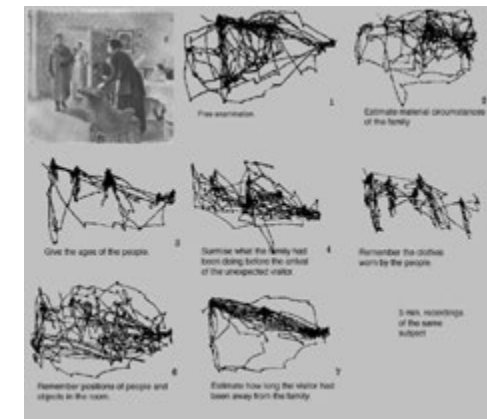 Free examination.
1
Estimate material circumstances
of the family
2
Give the ages of the people.
3
Surmise what the family had
been doing before the arrival
of the unexpected visitor.
4
Remember the clothes
worn by the people.
Remember positions of people and
objects in the room.
6
Estimate how long the visitor had
been away from the family.
7
3 min. recordings
of the same
subject